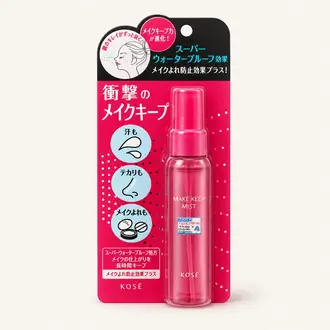 メイクキープ力
が進化!
スーパー
ウォータープルーフ効果
メイクよれ防止効果プラス!
衝撃の
メイクキープ
汗も
テカリも
メイクよれも
スーパーウォータープルーフ処方
メイクの仕上がりを
長時間キープ
メイクよれ防止効果プラス
KOSÉ
MAKE KEEP
MIST
KOSÉ